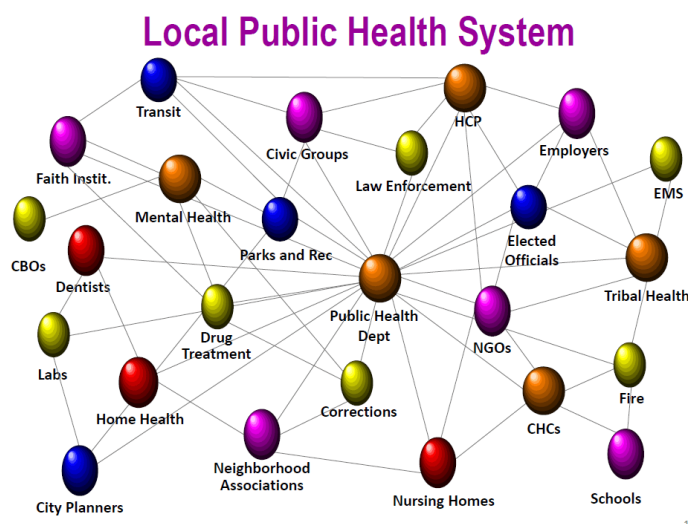 Local Public Health System
Transit
HCP
Civic Groups
Employers
Law Enforcement
Faith Instit.
EMS
Mental Health
Parks and Rec
Elected
Officials
CBOs
Dentists
Tribal Health
Public Health
Dept
Drug
Treatment
NGOs
Labs
Fire
Home Health
Corrections
CHCs
Neighborhood
Associations
Nursing Homes
Schools
City Planners